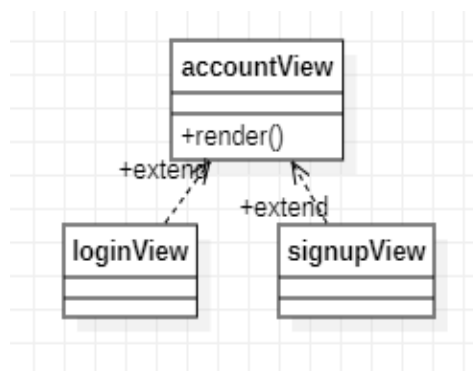 accountView
+render()
+extend
+extend
loginView
signupView